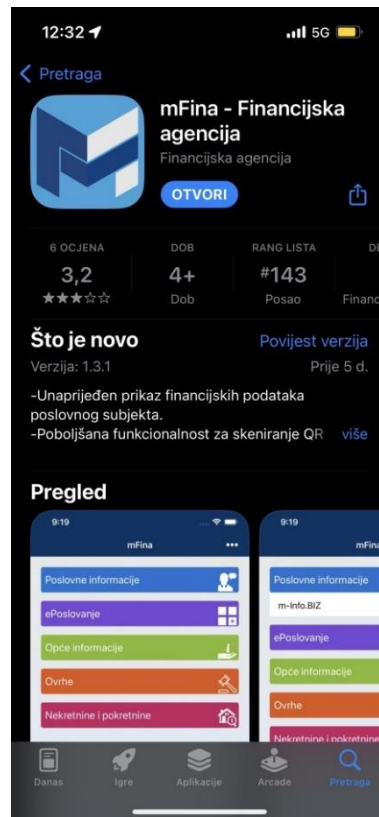 12:32
5G
Pretraga
mFina - Financijska
agencija
Financijska agencija
OTVORI
6 OCJENA
DOB
RANG LISTA
3,2
4+
#143
Dob
Posao
Što je novo
Povijest verzija
Verzija: 1.3.1
Prije 5 d.
-Unaprijeđen prikaz financijskih podataka
poslovnog subjekta.
-Poboljšana funkcionalnost za skeniranje QR
više
Pregled
9:19
mFina
Poslovne informacije
ePoslovanje
Opće informacije
Ovrhe
Nekretnine i pokretnine
9:19
Poslovne informacije
m-Info.BIZ
ePoslovanje
Opće informacije
Ovrhe
Nekretnine i pokretnine
Danas
Igre
Aplikacije
Arcade
Pretraga